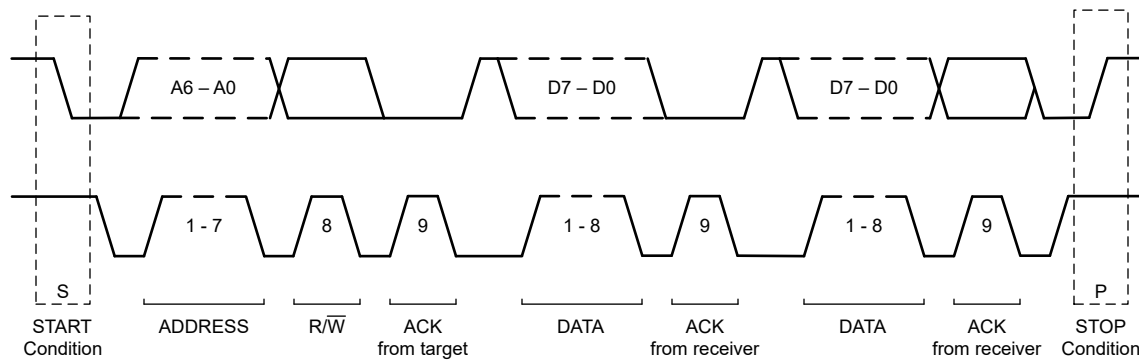 A6 – A0
D7 – D0
D7 – D0
1 - 7
8
9
1 - 8
9
1 - 8
9
S
P
START
Condition
ADDRESS
R/W̅
ACK
from target
DATA
ACK
from receiver
DATA
ACK
from receiver
STOP
Condition